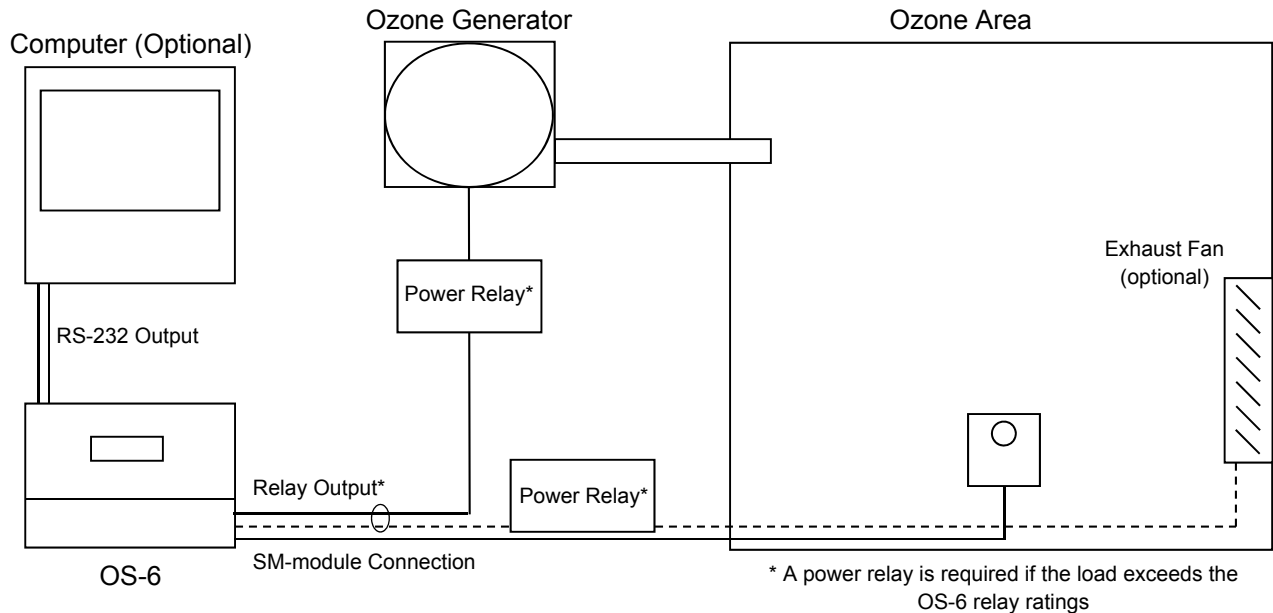 Ozone Generator
Ozone Area
Computer (Optional)
Exhaust Fan
(optional)
Power Relay*
RS-232 Output
Relay Output*
Power Relay*
SM-module Connection
OS-6
* A power relay is required if the load exceeds the
OS-6 relay ratings